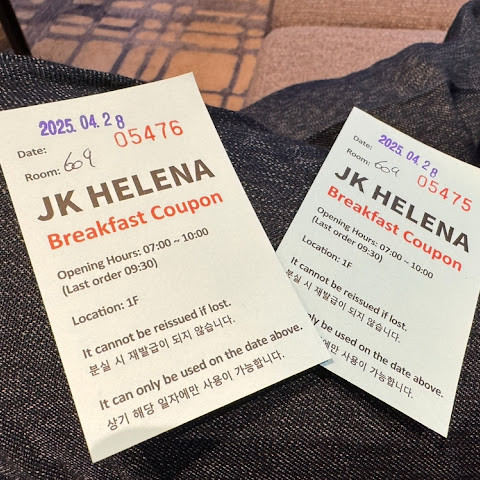 2025.04.28
Date:
05476
Room: 609
JK HELENA
Breakfast Coupon
Opening Hours: 07:00 ~ 10:00
(Last order 09:30)
Location: 1F
It cannot be reissued if lost.
분실 시 재발급이 되지 않습니다.
It can only be used on the date above.
상기 해당 일자에만 사용이 가능합니다.
2025.04.28
Date:
05475
Room: 609
JK HELENA
Breakfast Coupon
Opening Hours: 07:00 ~ 10:00
(Last order 09:30)
Location: 1F
It cannot be reissued if lost.
분실 시 재발급이 되지 않습니다.
only be used on the date above.
일자에만 사용이 가능합니다.